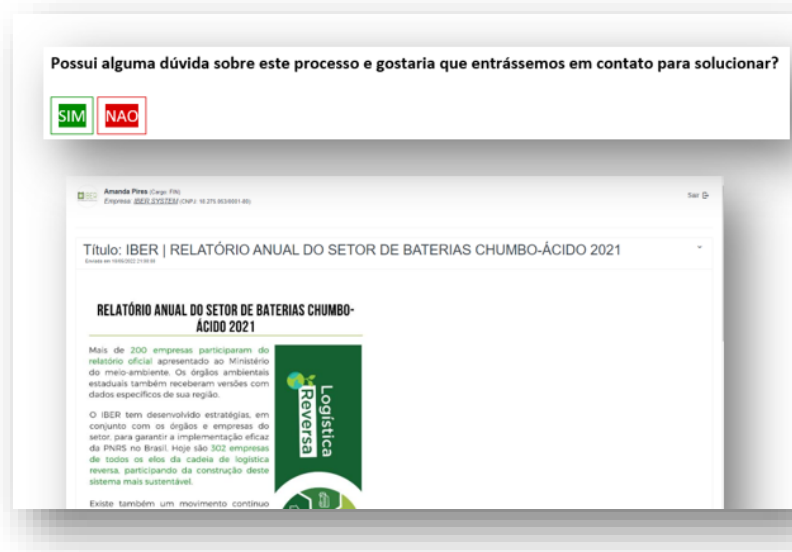 Possui alguma dúvida sobre este processo e gostaria que entrássemos em contato para solucionar?
SIM NAO
Amanda Pires (Cargo: FIN)
Empresa: IBER SYSTEM
Sair
Título: IBER | RELATÓRIO ANUAL DO SETOR DE BATERIAS CHUMBO-ÁCIDO 2021
RELATÓRIO ANUAL DO SETOR DE BATERIAS CHUMBO-
ÁCIDO 2021
Mais de 200 empresas participaram do
relatório oficial apresentado ao Ministério
do meio-ambiente. Os órgãos ambientais
estaduais também receberam versões com
dados específicos de sua região.
O IBER tem desenvolvido estratégias, em
conjunto com os órgãos e empresas do
setor, para garantir a implementação eficaz
da PNRS no Brasil. Hoje são 302 empresas
de todos os elos da cadeia de logística
reversa, participando da construção deste
sistema mais sustentável.
Existe também um movimento contínuo
Logística
Reversa